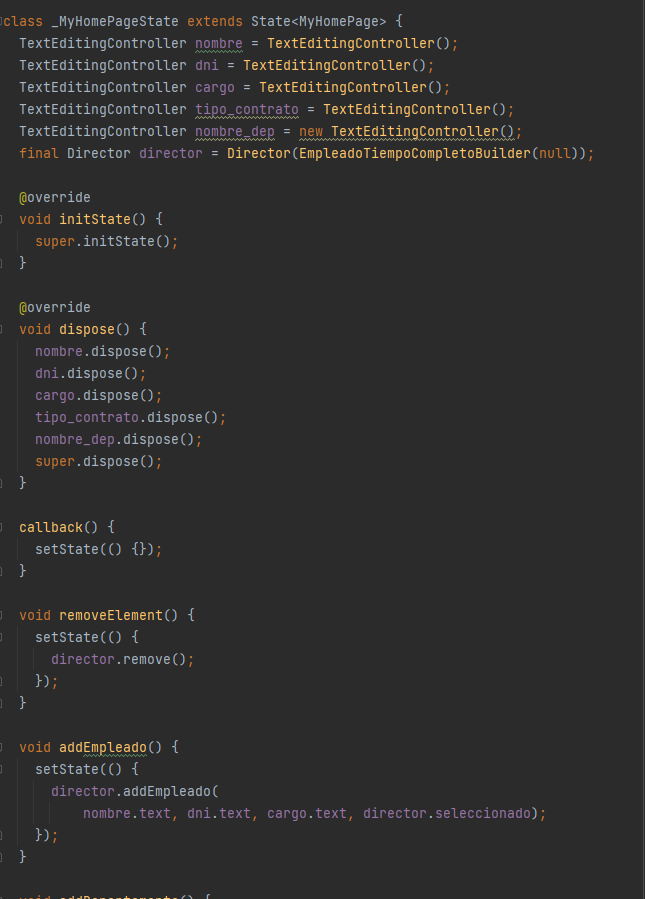 class _MyHomePageState extends State<MyHomePage> {
  TextEditingController nombre = TextEditingController();
  TextEditingController dni = TextEditingController();
  TextEditingController cargo = TextEditingController();
  TextEditingController tipo_contrato = TextEditingController();
  TextEditingController nombre_dep = new TextEditingController();
  final Director director = Director(EmpleadoTiempoCompletoBuilder(null));

  @override
  void initState() {
    super.initState();
  }

  @override
  void dispose() {
    nombre.dispose();
    dni.dispose();
    cargo.dispose();
    tipo_contrato.dispose();
    nombre_dep.dispose();
    super.dispose();
  }

  callback() {
    setState(() {});
  }

  void removeElement() {
    setState(() {
      director.remove();
    });
  }

  void addEmpleado() {
    setState(() {
      director.addEmpleado(
          nombre.text, dni.text, cargo.text, director.seleccionado);
    });
  }